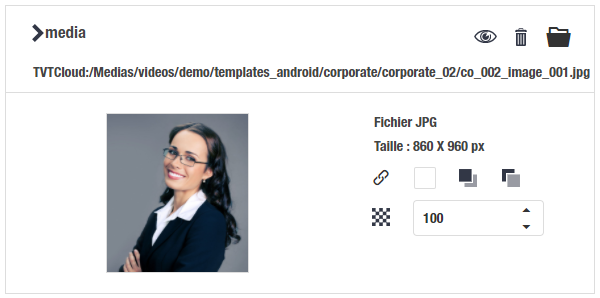 media
TVTCloud:/Medias/videos/demo/templates_android/corporate/corporate_02/co_002_image_001.jpg
Fichier JPG
Taille : 860 X 960 px
100